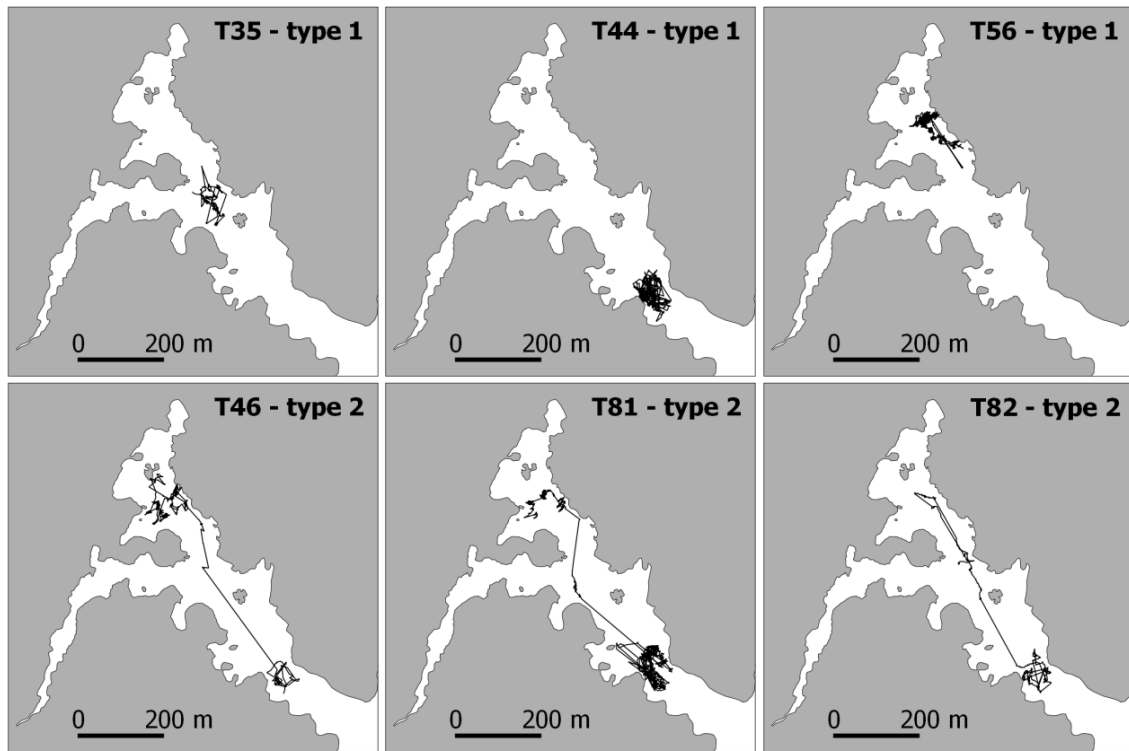 T35 - type 1
0 200 m
T44 - type 1
0 200 m
T56 - type 1
0 200 m
T46 - type 2
0 200 m
T81 - type 2
0 200 m
T82 - type 2
0 200 m